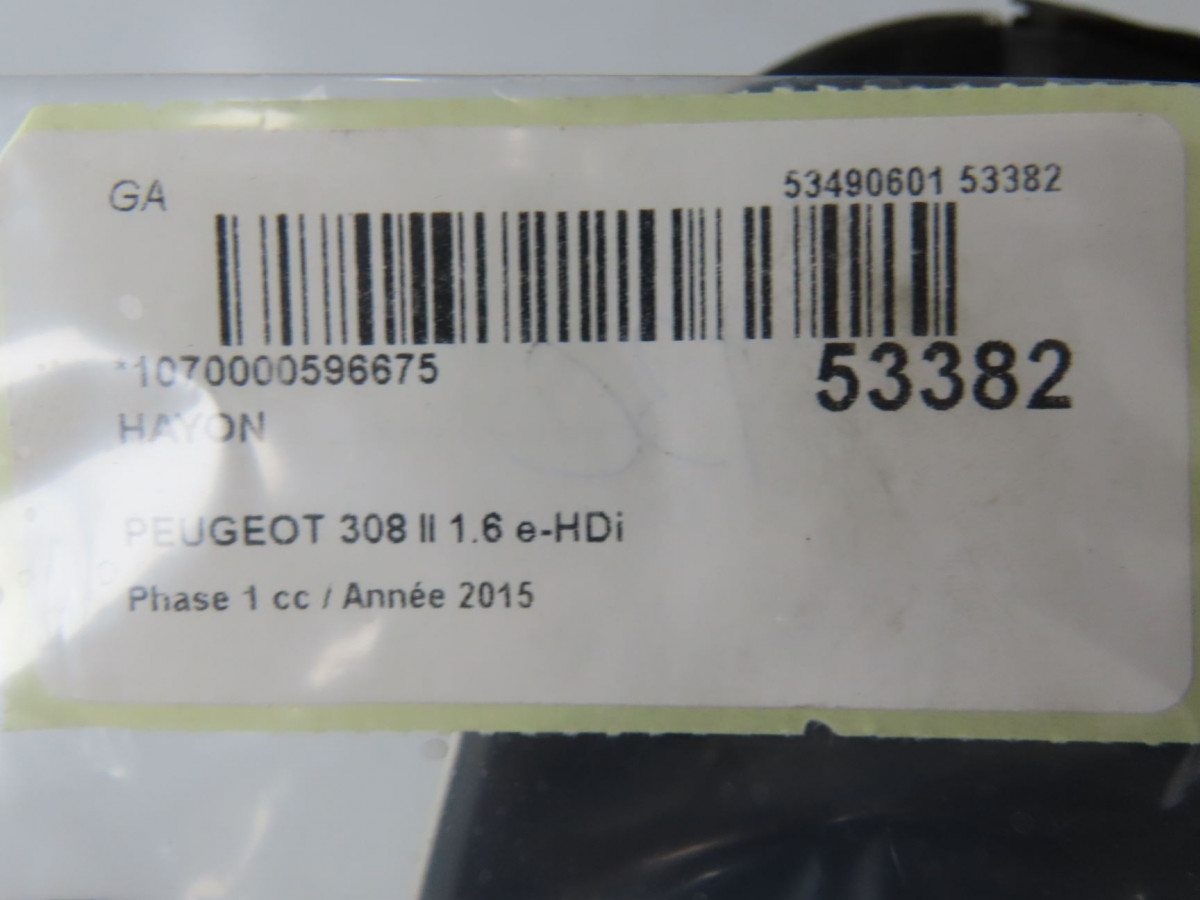 GA
53490601 53382
*1070000596675
53382
HAYON
PEUGEOT 308 II 1.6 e-HDi
Phase 1 cc / Année 2015